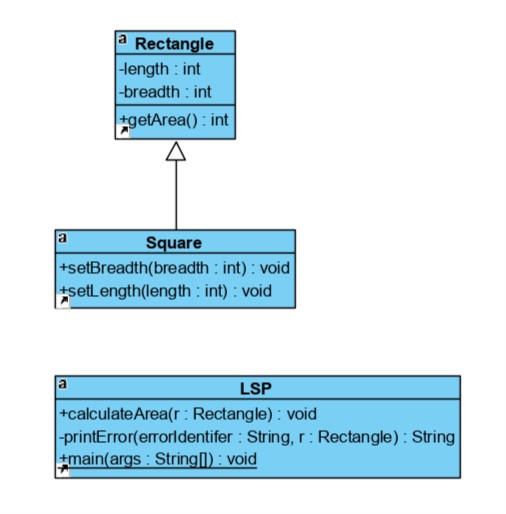 a
Rectangle
-length : int
-breadth : int
+getArea() : int
a
Square
+setBreadth(breadth : int) : void
+setLength(length : int) : void
a
LSP
+calculateArea(r : Rectangle) : void
-printError(errorIdentifer : String, r : Rectangle) : String
+main(args : String[]) : void